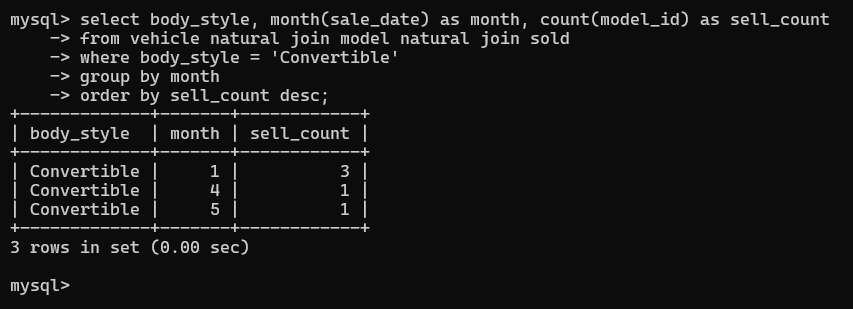 mysql> select body_style, month(sale_date) as month, count(model_id) as sell_count
    -> from vehicle natural join model natural join sold
    -> where body_style = 'Convertible'
    -> group by month
    -> order by sell_count desc;
+-------------+-------+------------+
| body_style  | month | sell_count |
+-------------+-------+------------+
| Convertible |     1 |          3 |
| Convertible |     4 |          1 |
| Convertible |     5 |          1 |
+-------------+-------+------------+
3 rows in set (0.00 sec)

mysql>